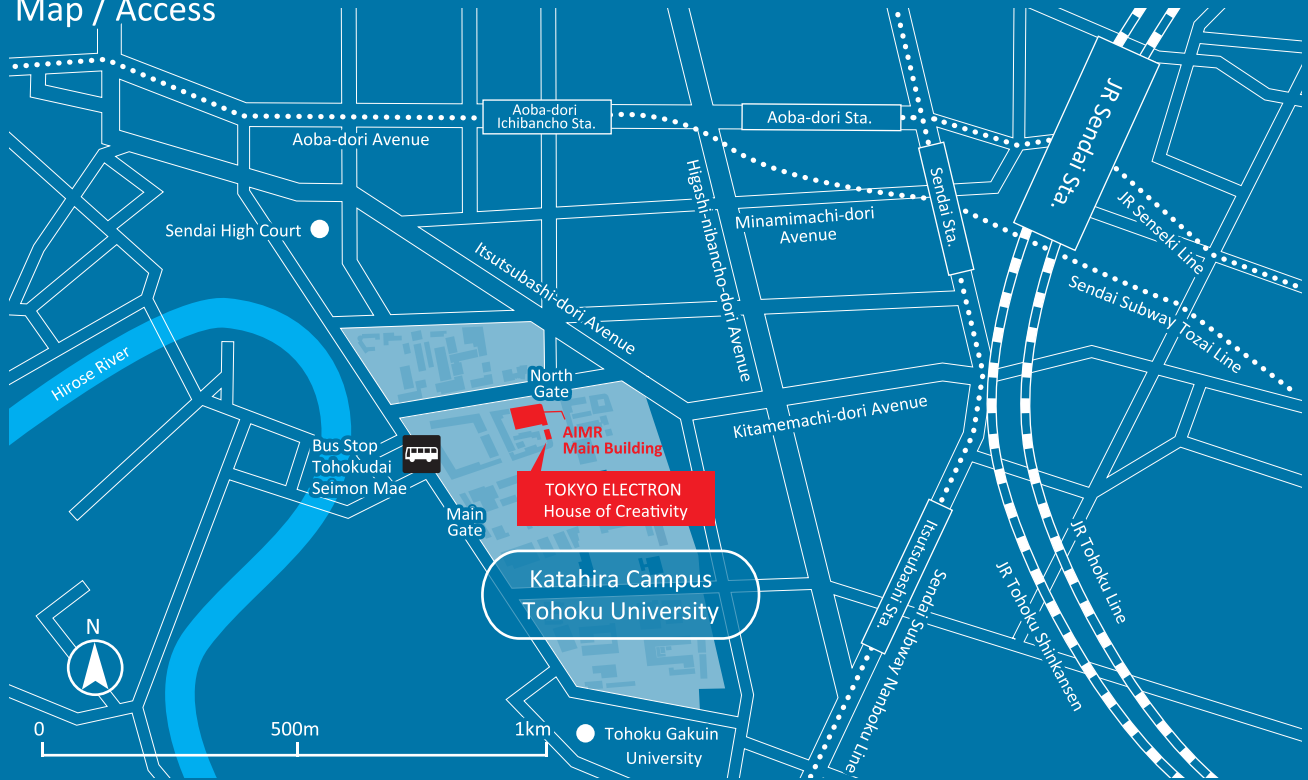 Map / Access
Aoba-dori
Ichibancho Sta.
Aoba-dori Sta.
JR Sendai Sta.
Aoba-dori Avenue
Higashi-nibancho-dori Avenue
Sendai Sta.
Minamimachi-dori
Avenue
JR Senseki Line
Sendai High Court
Itsutsubashi-dori Avenue
Sendai Subway Tozai Line
Hirose River
North
Gate
Kitamemachi-dori Avenue
AIMR
Main Building
Bus Stop
Tohokudai
Seimon Mae
TOKYO ELECTRON
House of Creativity
Main
Gate
Itsutsubashi Sta.
JR Tohoku Line
JR Tohoku Shinkansen
Sendai Subway Nanboku Line
Katahira Campus
Tohoku University
N
0
500m
1km
Tohoku Gakuin
University